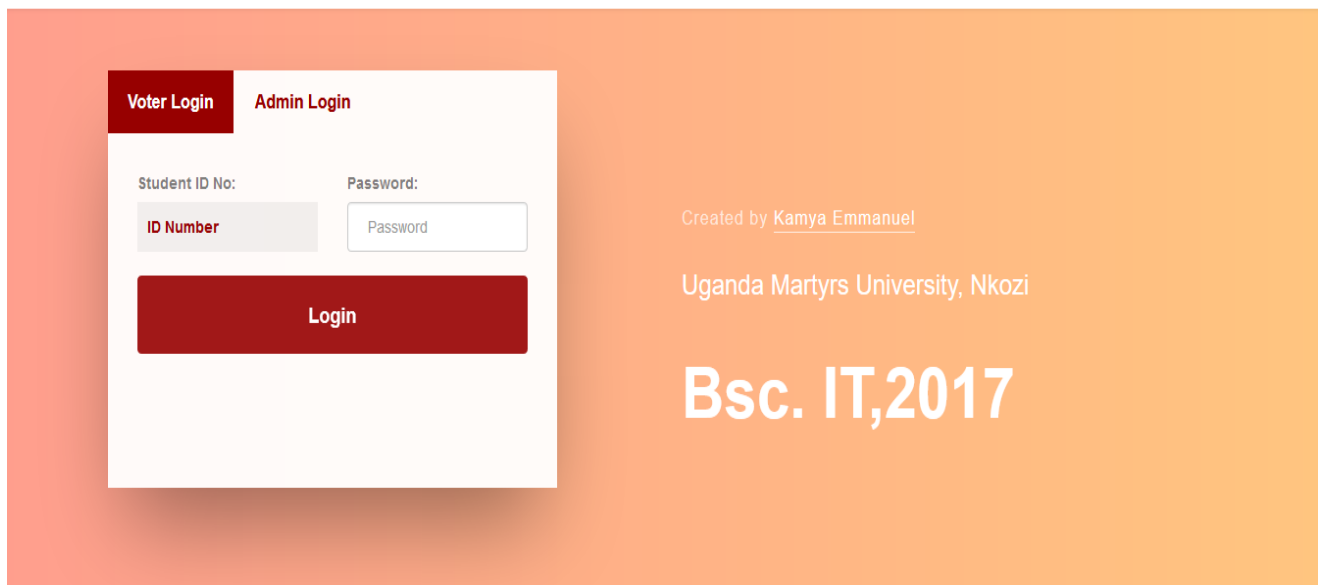 Voter Login Admin Login
Student ID No: Password:
ID Number Password
Login
Created by Kamya Emmanuel
Uganda Martyrs University, Nkozi
Bsc. IT,2017